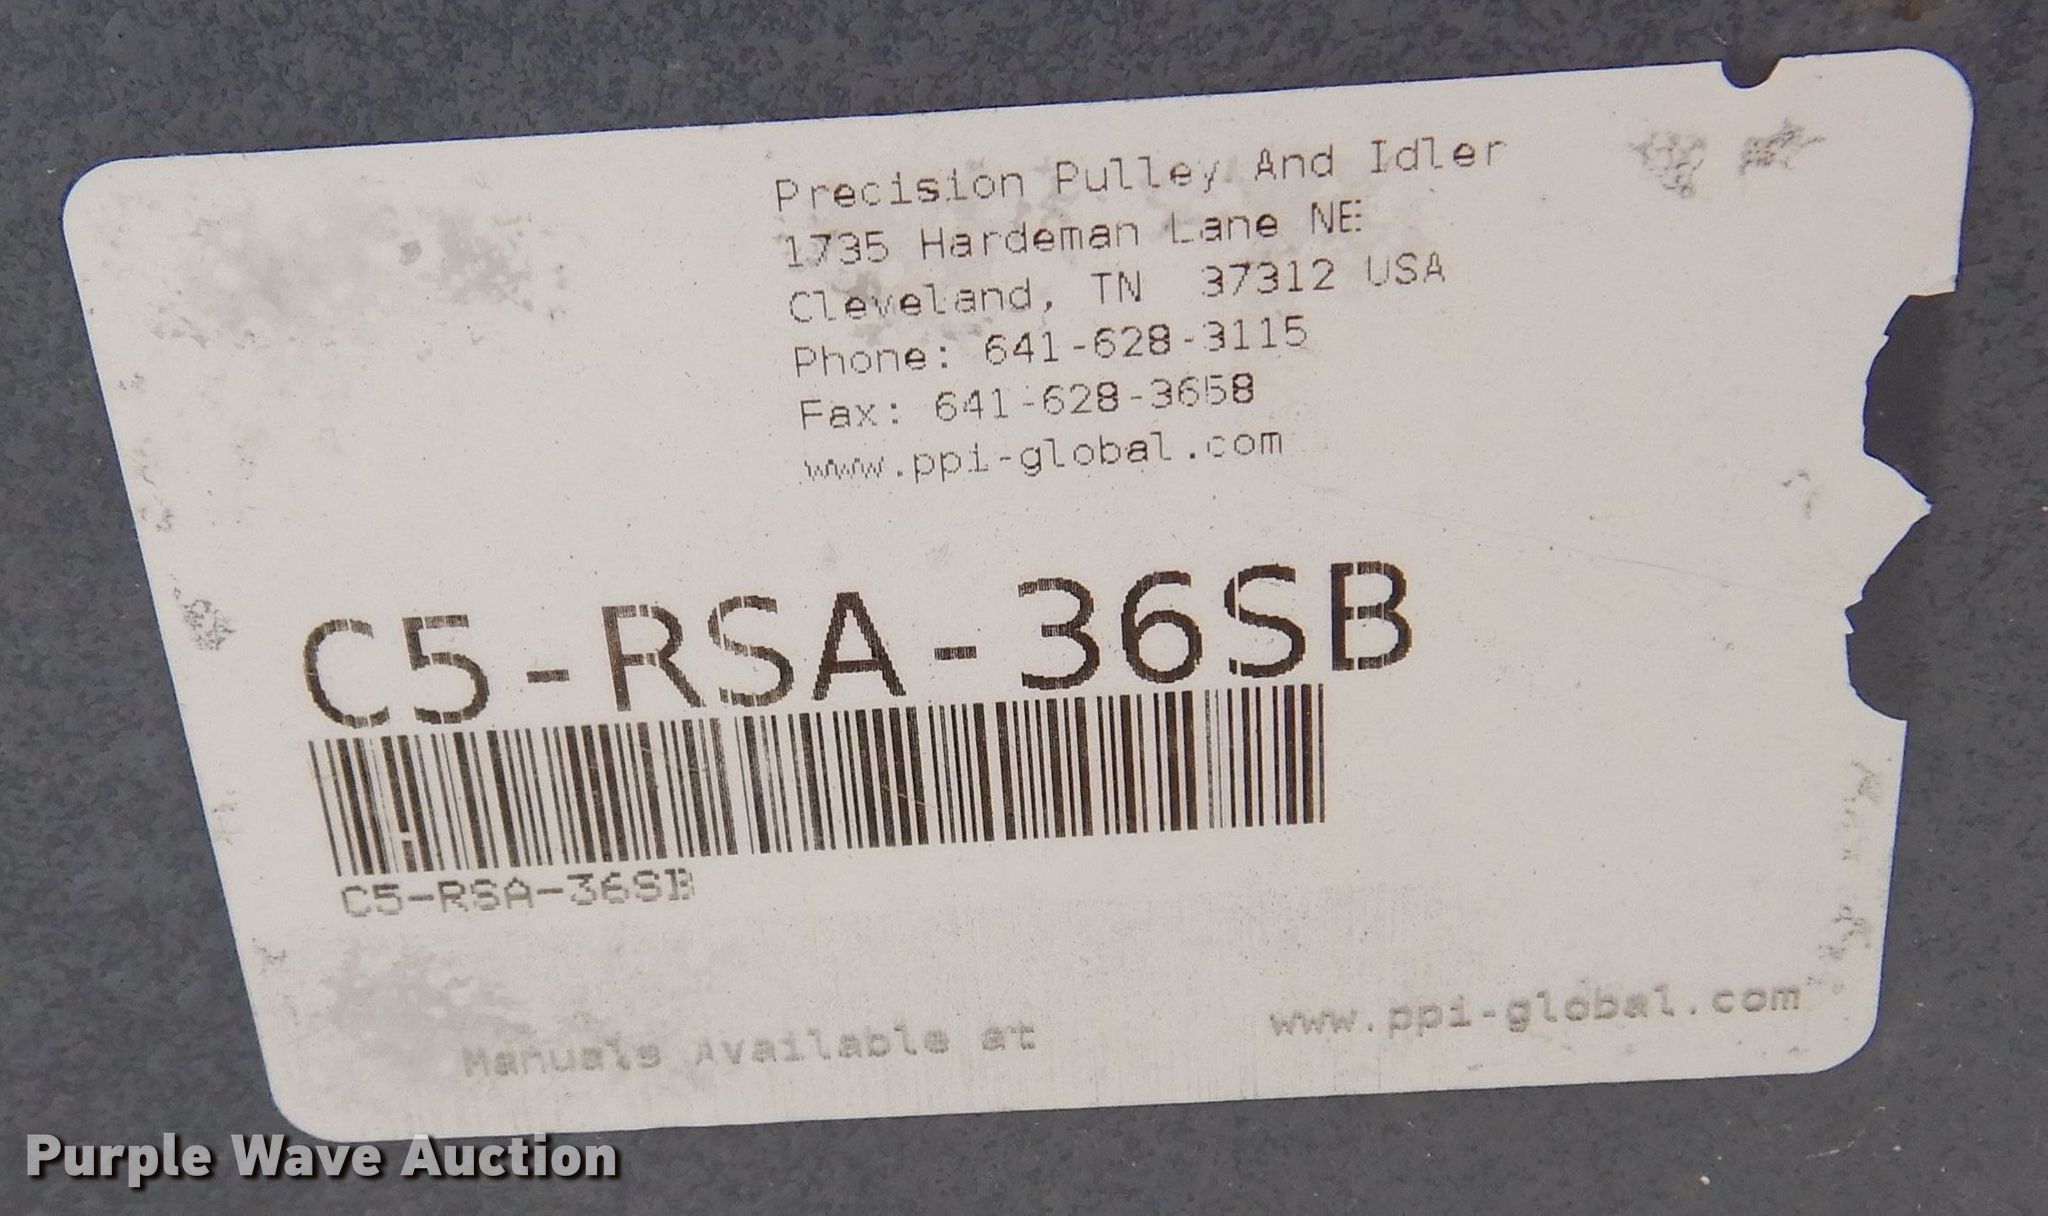 Precision Pulley And Idler
1735 Hardeman Lane NE
Cleveland, TN 37312 USA
Phone: 641-628-3115
Fax: 641-628-3658
www.ppi-global.com
C5-RSA-36SB
C5-RSA-36SB
Manuals Available at www.ppi-global.com
Purple Wave Auction